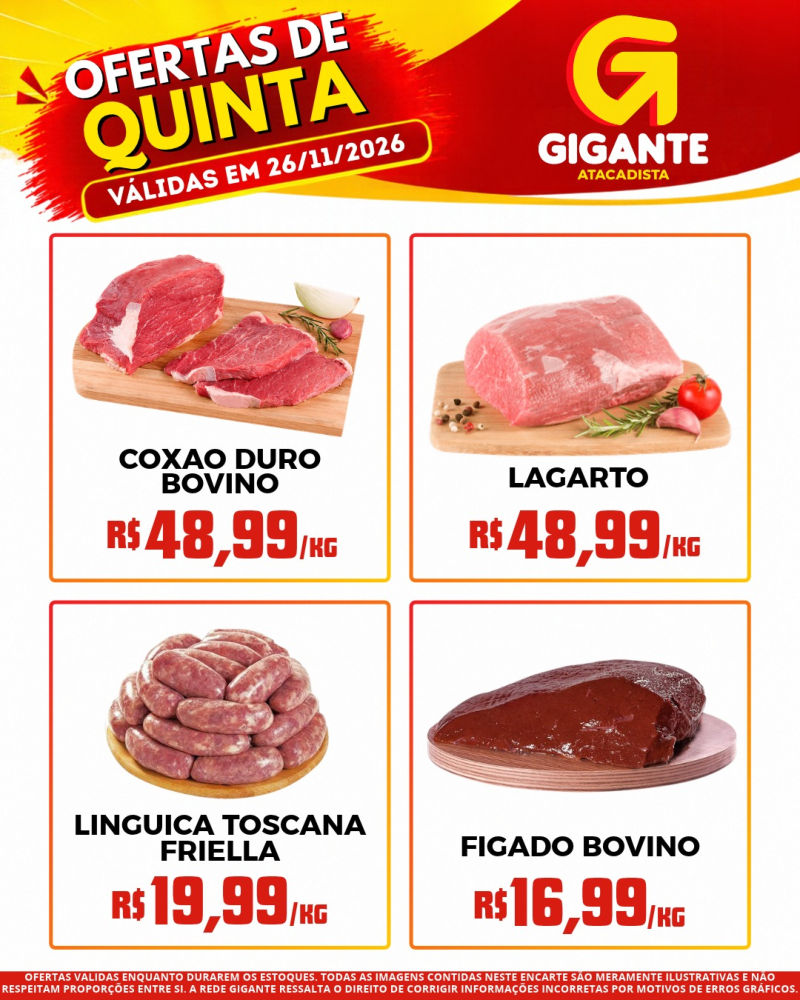 OFERTAS DE
QUINTA
VÁLIDAS EM 26/11/2026
GIGANTE
ATACADISTA
COXAO DURO
BOVINO
R$48,99/KG
LAGARTO
R$48,99/KG
LINGUICA TOSCANA
FRIELLA
R$19,99/KG
FIGADO BOVINO
R$16,99/KG
OFERTAS VALIDAS ENQUANTO DURAREM OS ESTOQUES. TODAS AS IMAGENS CONTIDAS NESTE ENCARTE SÃO MERAMENTE ILUSTRATIVAS E NÃO
RESPEITAM PROPORÇÕES ENTRE SI. A REDE GIGANTE RESSALTA O DIREITO DE CORRIGIR INFORMAÇÕES INCORRETAS POR MOTIVOS DE ERROS GRÁFICOS.